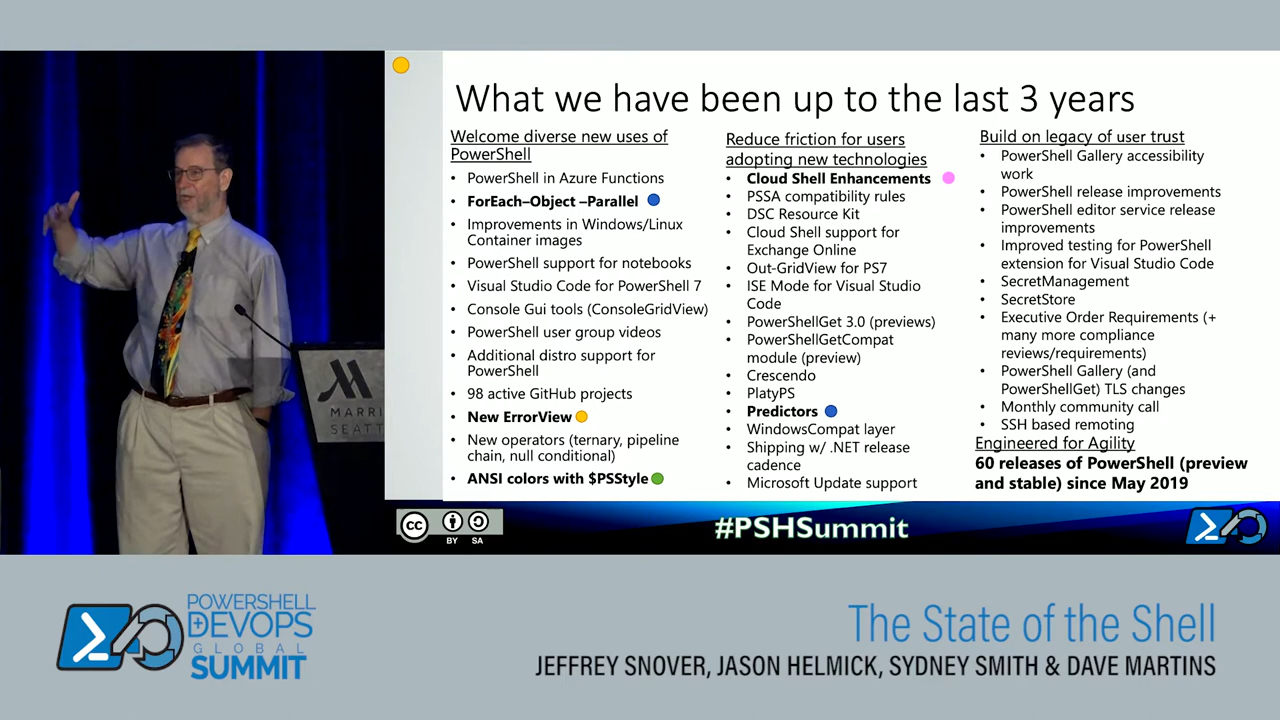 What we have been up to the last 3 years
Welcome diverse new uses of
PowerShell
• PowerShell in Azure Functions
• ForEach–Object –Parallel
• Improvements in Windows/Linux
Container images
• PowerShell support for notebooks
• Visual Studio Code for PowerShell 7
• Console Gui tools (ConsoleGridView)
• PowerShell user group videos
• Additional distro support for
PowerShell
• 98 active GitHub projects
• New ErrorView
• New operators (ternary, pipeline
chain, null conditional)
• ANSI colors with $PSStyle
Reduce friction for users
adopting new technologies
• Cloud Shell Enhancements
• PSSA compatibility rules
• DSC Resource Kit
• Cloud Shell support for
Exchange Online
• Out-GridView for PS7
• ISE Mode for Visual Studio
Code
• PowerShellGet 3.0 (previews)
• PowerShellGetCompat
module (preview)
• Crescendo
• PlatyPS
• Predictors
• WindowsCompat layer
• Shipping w/ .NET release
cadence
• Microsoft Update support
Build on legacy of user trust
• PowerShell Gallery accessibility
work
• PowerShell release improvements
• PowerShell editor service release
improvements
• Improved testing for PowerShell
extension for Visual Studio Code
• SecretManagement
• SecretStore
• Executive Order Requirements (+
many more compliance
reviews/requirements)
• PowerShell Gallery (and
PowerShellGet) TLS changes
• Monthly community call
• SSH based remoting
Engineered for Agility
60 releases of PowerShell (preview
and stable) since May 2019
MARRI
SEATT
cc
BY SA
#PSHSummit
POWERSHELL
+DEVOPS
GLOBAL
SUMMIT
The State of the Shell
JEFFREY SNOVER, JASON HELMICK, SYDNEY SMITH & DAVE MARTINS